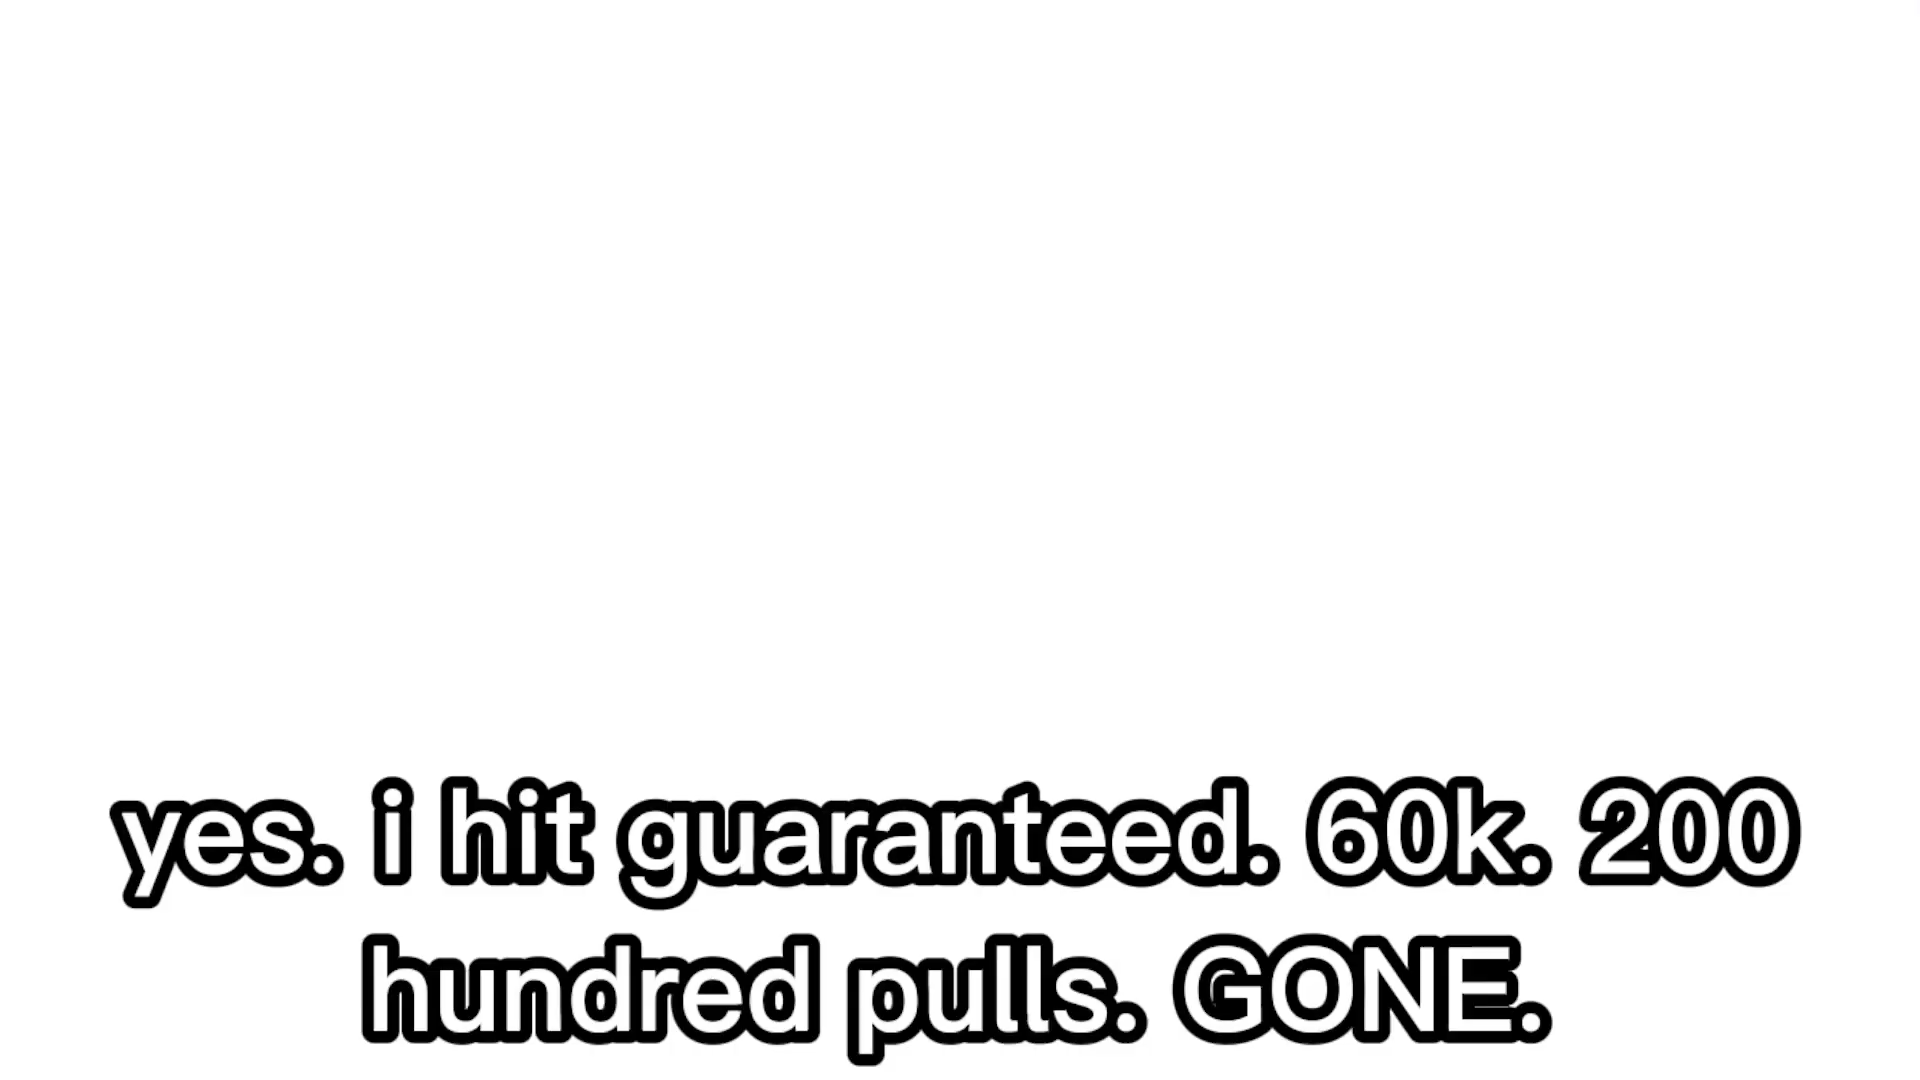 yes. i hit guaranteed. 60k. 200
hundred pulls. GONE.